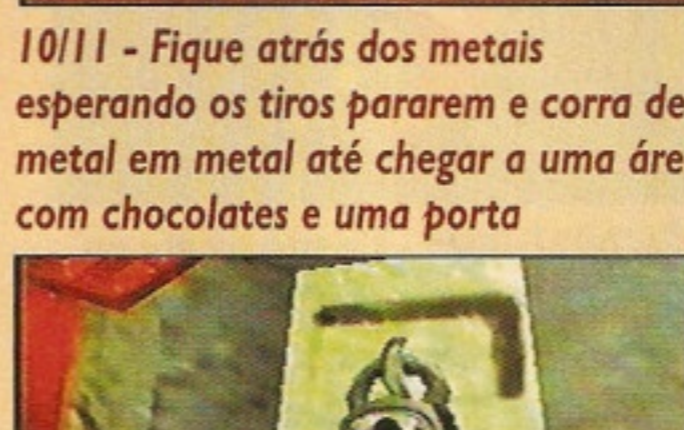 10/11 - Fique atrás dos metais
esperando os tiros pararem e corra de
metal em metal até chegar a uma áre
com chocolates e uma porta